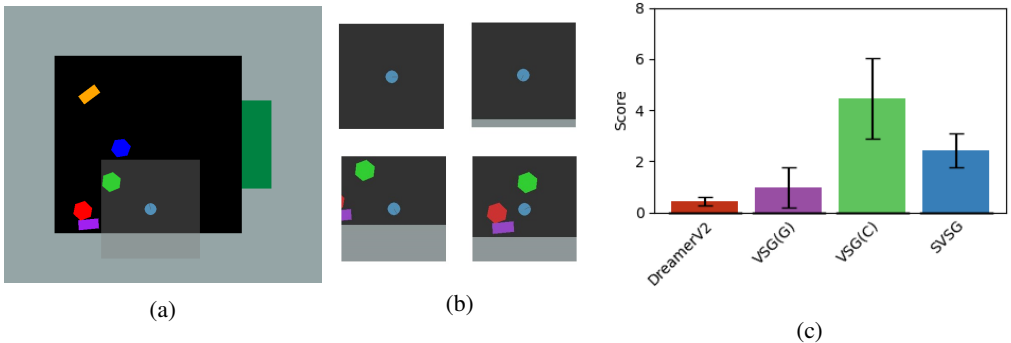 8
6
4
2
0
Score
DreamerV2
VSG(G)
VSG(C)
SVSG
(a)
(b)
(c)